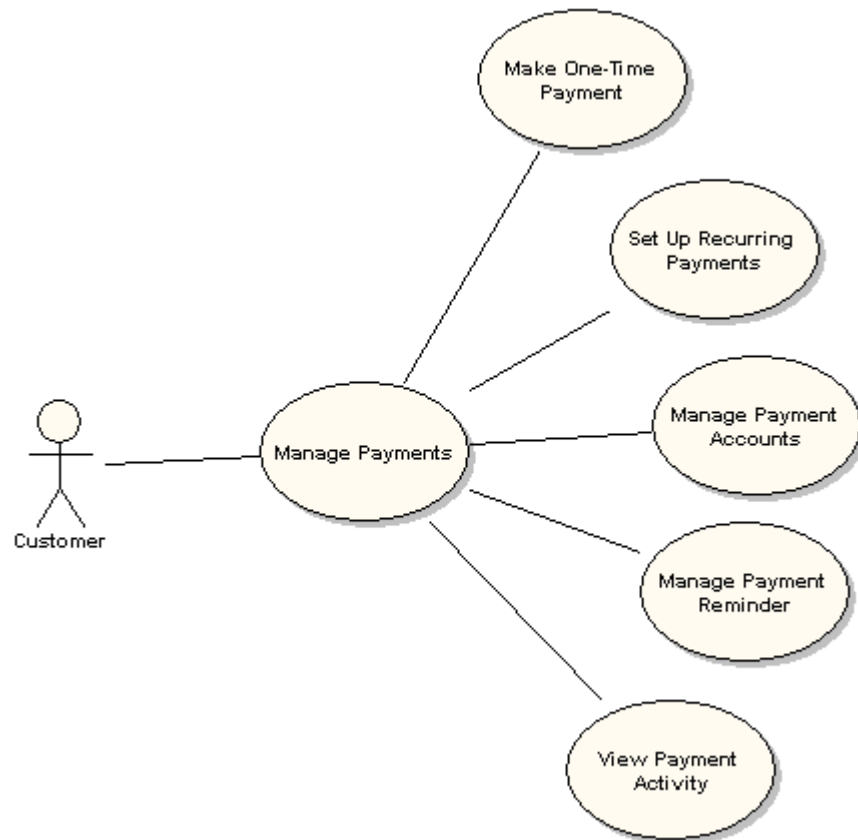 Make One-Time
Payment
Set Up Recurring
Payments
Manage Payment
Accounts
Manage Payments
Customer
Manage Payment
Reminder
View Payment
Activity